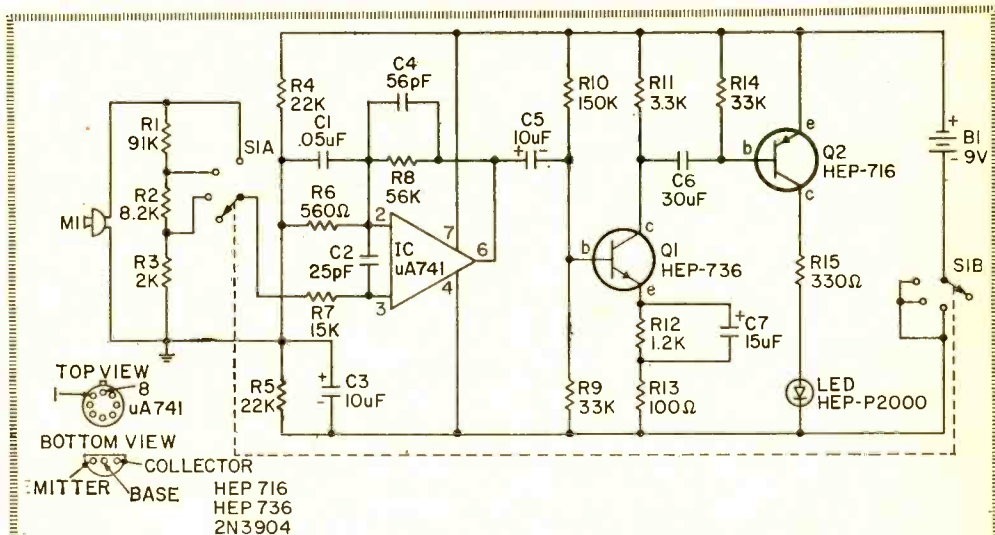 R1
91K
R2
8.2K
R3
2K
M1
S1A
R4
22K
C1
.05uF
C4
56pF
R8
56K
R6
560Ω
C2
25pF
R7
15K
IC
uA741
2
3
4
6
7
R5
22K
C3
10uF
+
-
C5
10uF
+
-
R10
150K
R11
3.3K
R14
33K
C6
30uF
b
c
e
Q1
HEP-736
b
e
c
Q2
HEP-716
R12
1.2K
C7
15uF
+
R9
33K
R13
100Ω
R15
330Ω
LED
HEP-P2000
+
-
B1
9V
S1B
TOP VIEW
1
8
uA741
BOTTOM VIEW
COLLECTOR
EMITTER
BASE
HEP 716
HEP 736
2N3904